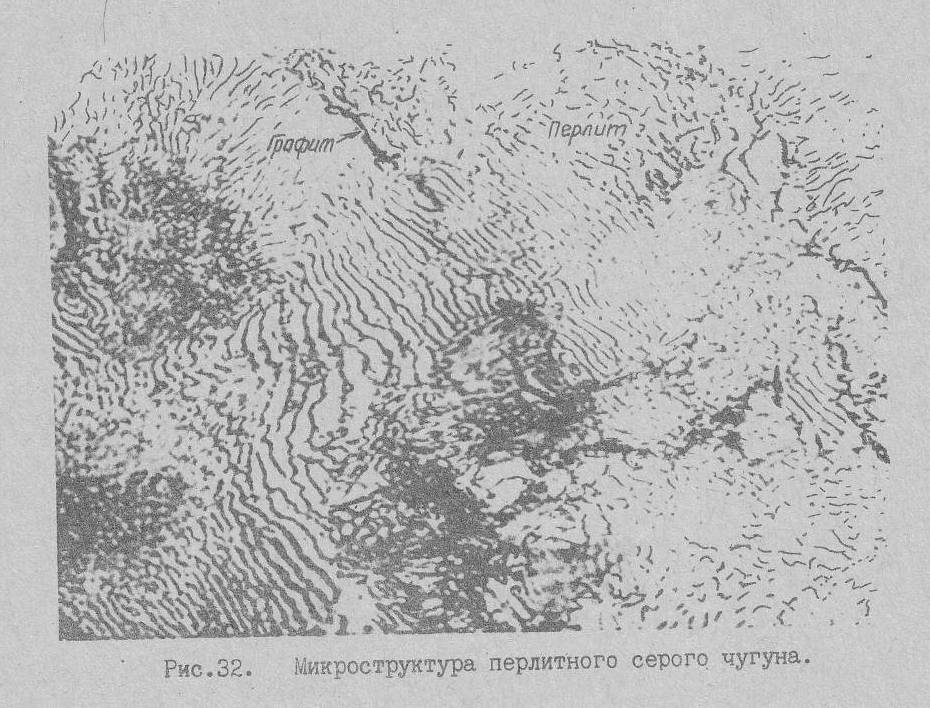 Графит
Перлит
Рис.32. Микроструктура перлитного серого чугуна.